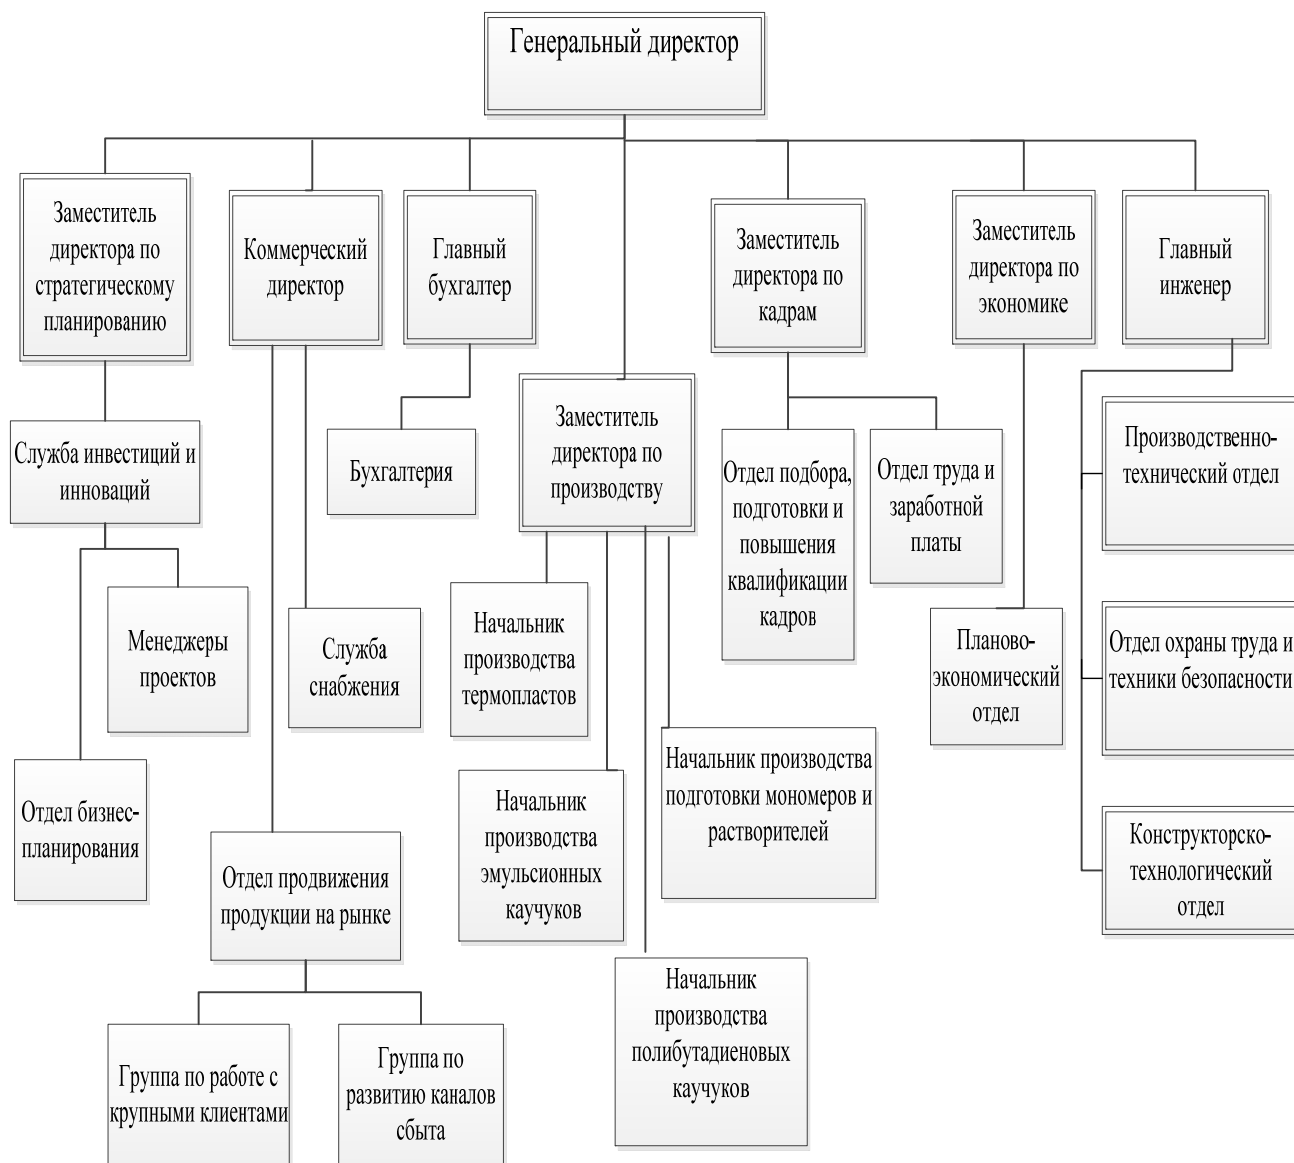 Генеральный директор
Заместитель
директора по
стратегическому
планированию
Коммерческий
директор
Главный
бухгалтер
Заместитель
директора по
производству
Заместитель
директора по
кадрам
Заместитель
директора по
экономике
Главный
инженер
Служба инвестиций и
инноваций
Бухгалтерия
Отдел подбора,
подготовки и
повышения
квалификации
кадров
Отдел труда и
заработной
платы
Производственно-
технический отдел
Менеджеры
проектов
Служба
снабжения
Начальник
производства
термопластов
Планово-
экономический
отдел
Отдел охраны труда и
техники безопасности
Отдел бизнес-
планирования
Начальник
производства
эмульсионных
каучуков
Начальник производства
подготовки мономеров и
растворителей
Конструкторско-
технологический
отдел
Отдел продвижения
продукции на рынке
Начальник
производства
полибутадиеновых
каучуков
Группа по работе с
крупными клиентами
Группа по
развитию каналов
сбыта